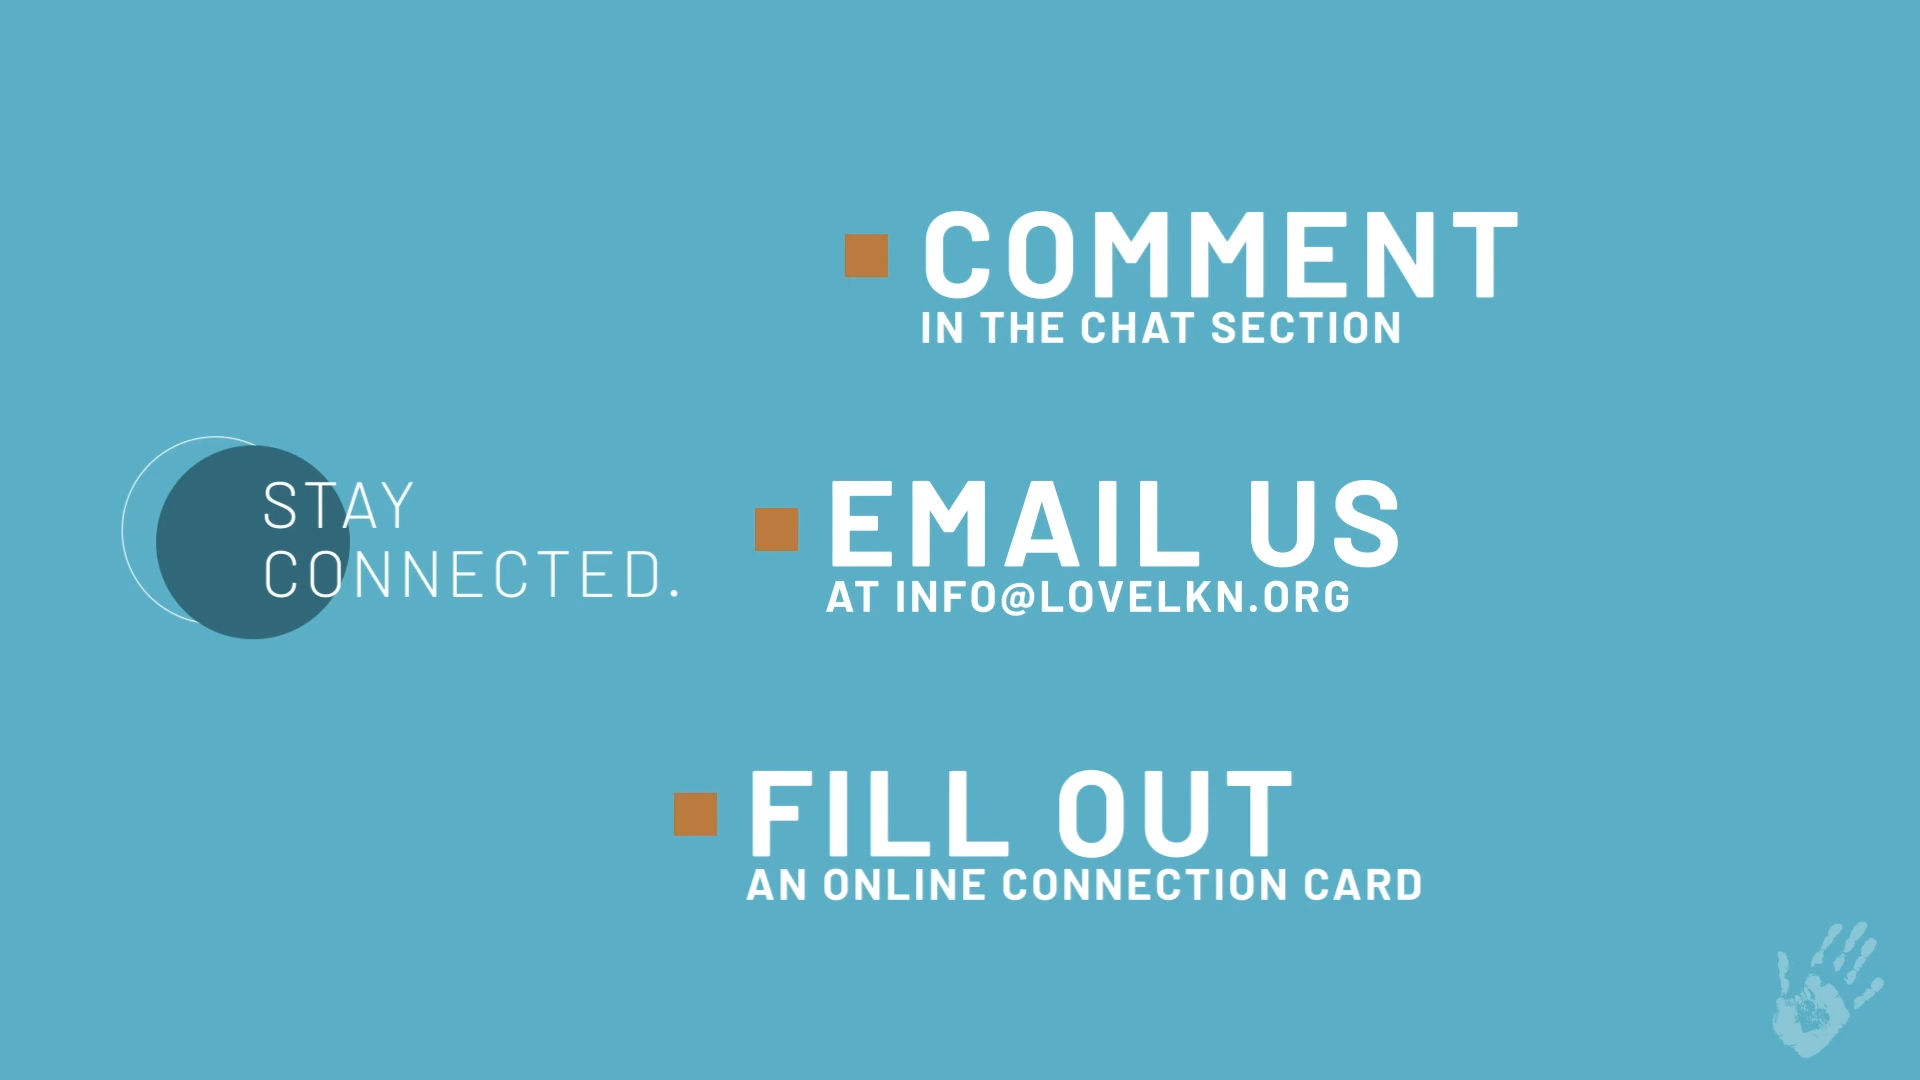 STAY
CONNECTED.
COMMENT
IN THE CHAT SECTION
EMAIL US
AT INFO@LOVELKN.ORG
FILL OUT
AN ONLINE CONNECTION CARD